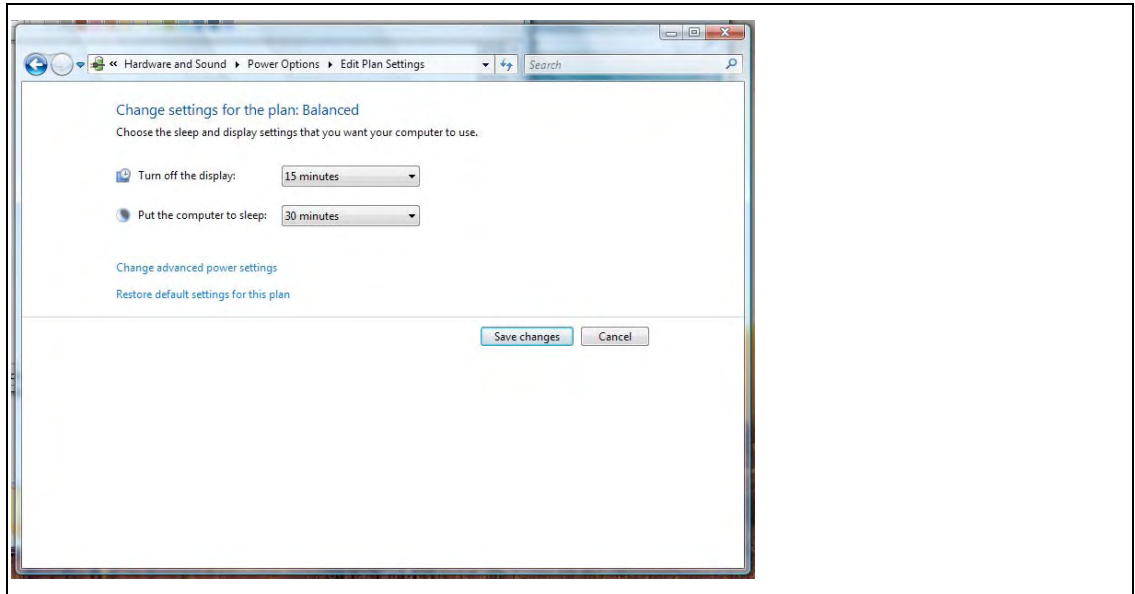 « Hardware and Sound ▸ Power Options ▸ Edit Plan Settings
Search
Change settings for the plan: Balanced
Choose the sleep and display settings that you want your computer to use.
Turn off the display: 15 minutes
Put the computer to sleep: 30 minutes
Change advanced power settings
Restore default settings for this plan
Save changes Cancel